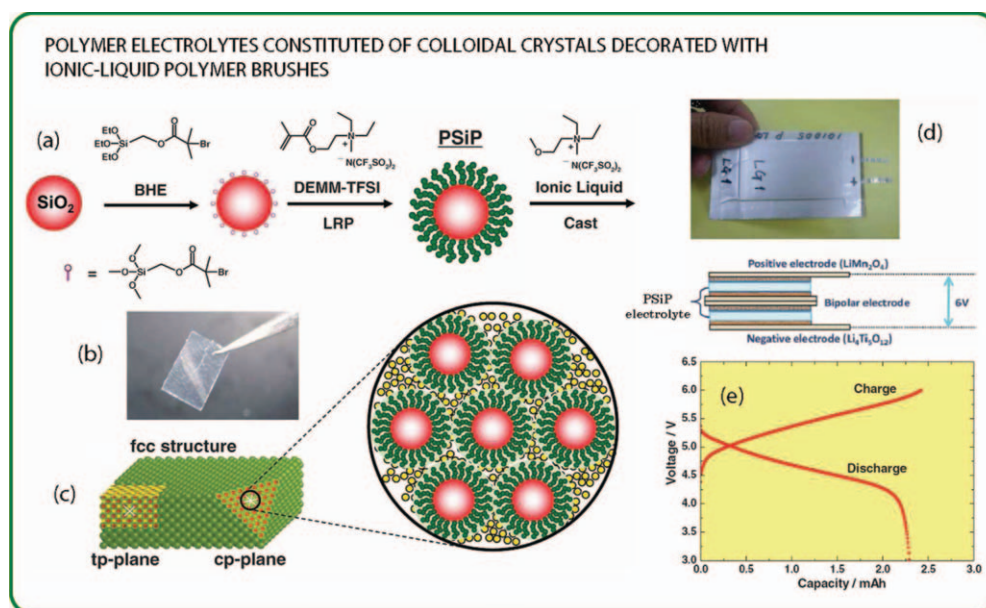 POLYMER ELECTROLYTES CONSTITUTED OF COLLOIDAL CRYSTALS DECORATED WITH
IONIC-LIQUID POLYMER BRUSHES
(a)
EtO
EtO
EtO
Si
O
O
Br
SiO2
BHE
O
O
N
+
−
N(CF3SO2)2
DEMM-TFSI
LRP
PSiP
O
N
+
−
N(CF3SO2)2
Ionic Liquid
Cast
=
O
O
O
Si
O
O
Br
(d)
LG1
LG1
+
Positive electrode (LiMn2O4)
PSiP
electrolyte
Bipolar electrode
6V
Negative electrode (Li4Ti5O12)
(b)
fcc structure
(c)
tp-plane
cp-plane
(e)
Charge
Discharge
Voltage / V
6.5
6.0
5.5
5.0
4.5
4.0
3.5
3.0
0.0 0.5 1.0 1.5 2.0 2.5 3.0
Capacity / mAh